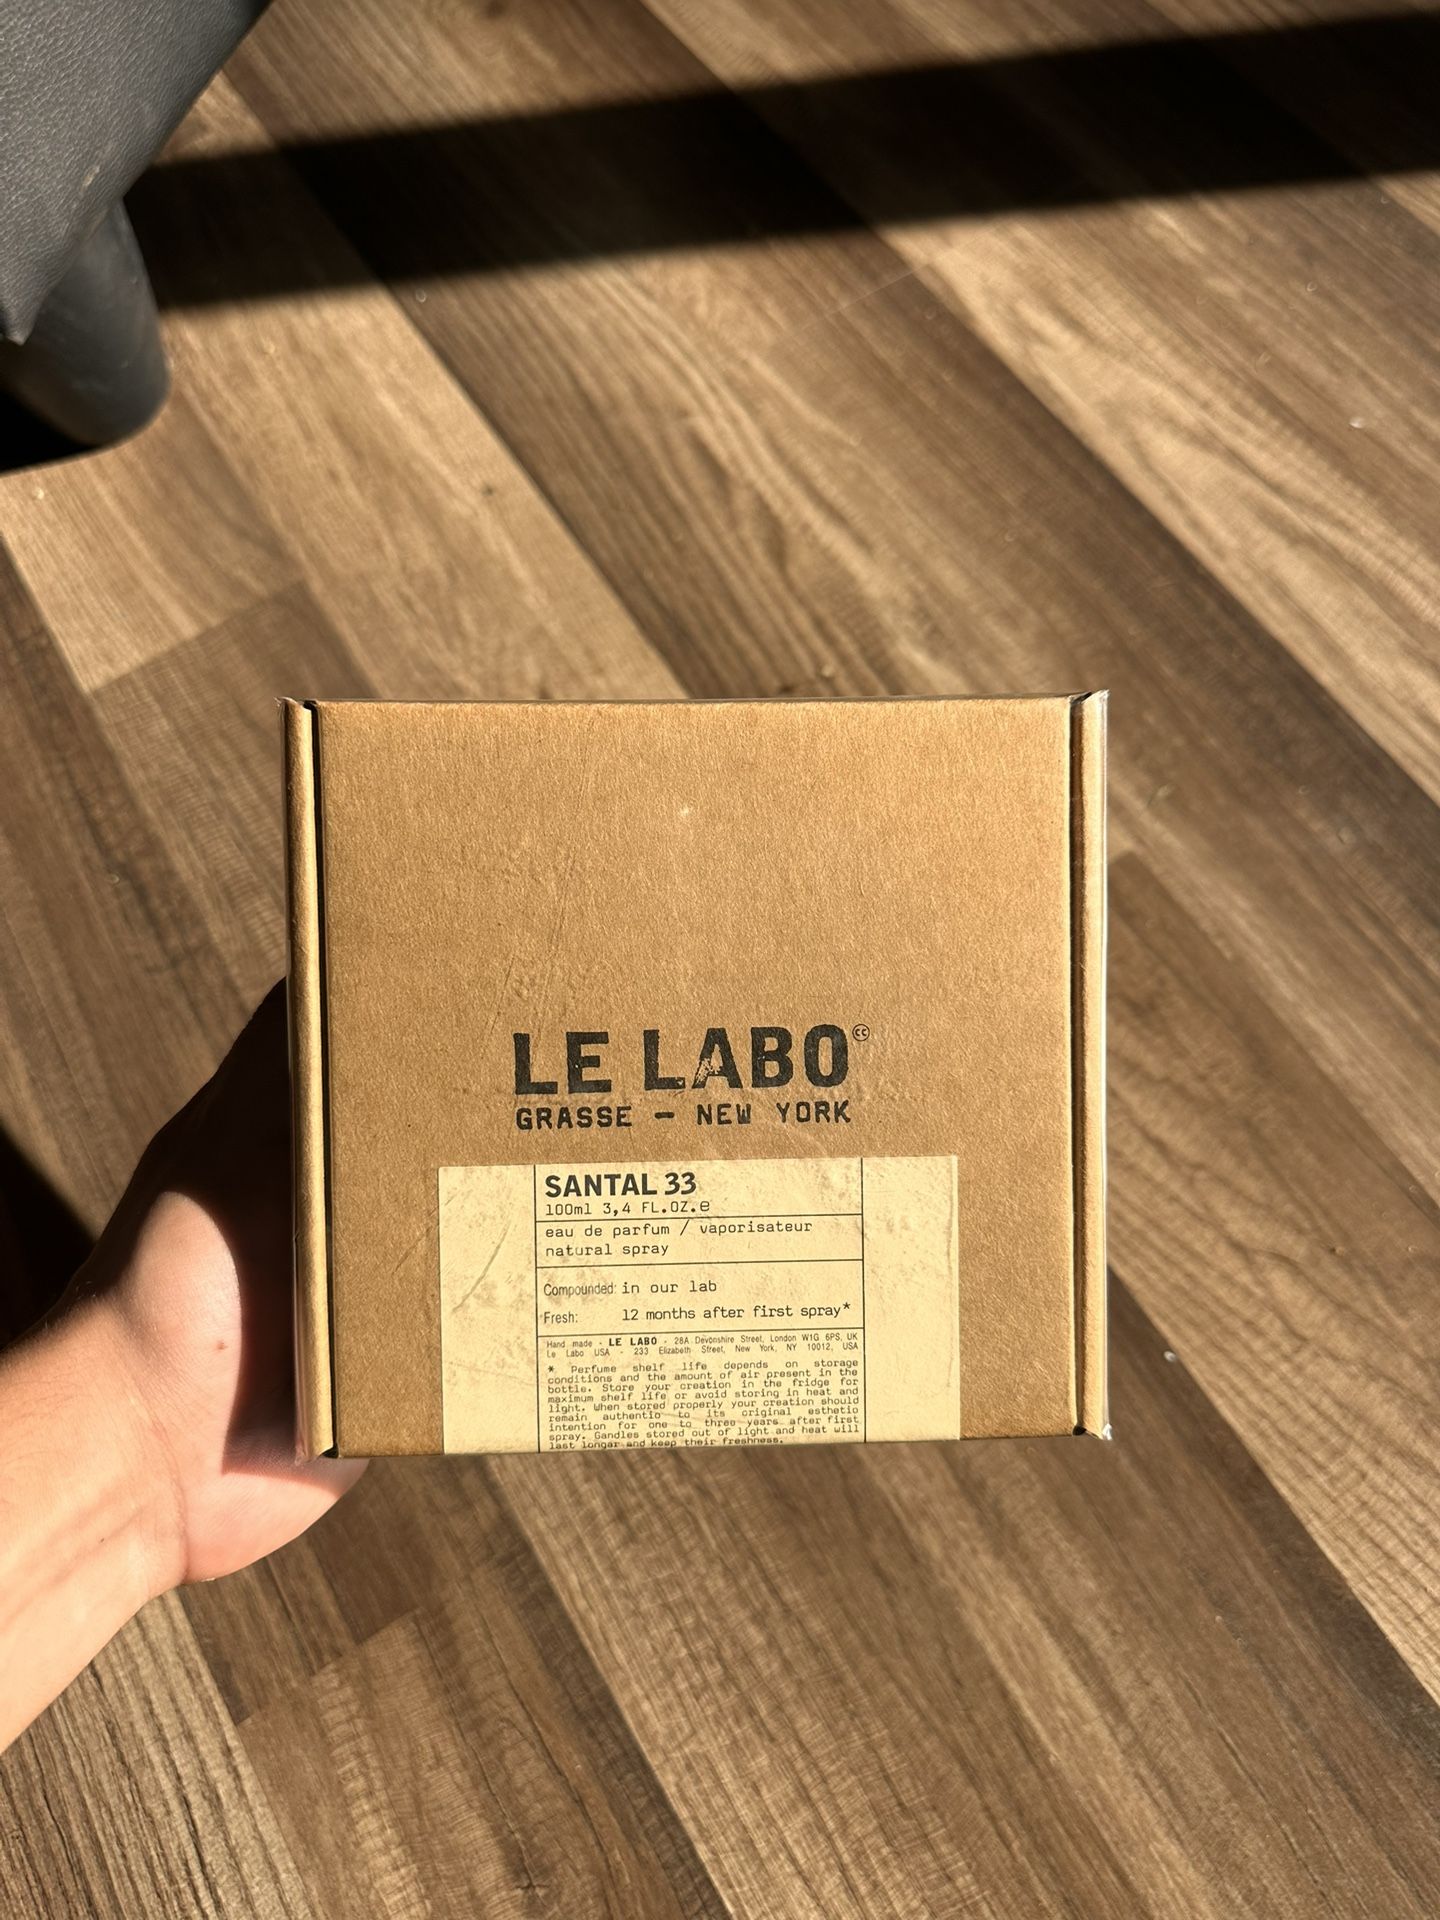 LE LABO
GRASSE - NEW YORK
SANTAL 33
100ml 3,4 FL.OZ.e
eau de parfum / vaporisateur
natural spray
Compounded: in our lab
Fresh: 12 months after first spray*
Hand made - LE LABO - 28A Devonshire Street, London W1G 6PS, UK
Le Labo USA - 233 Elizabeth Street, New York, NY 10012, USA
* Perfume shelf life depends on storage
conditions and the amount of air present in the
bottle. Store your creation in the fridge for
maximum shelf life or avoid storing in heat and
light. When stored properly your creation should
remain authentio to its original esthetio
intention for one to three years after first
spray. Gandles stored out of light and heat will
last longer and keep their freshness.